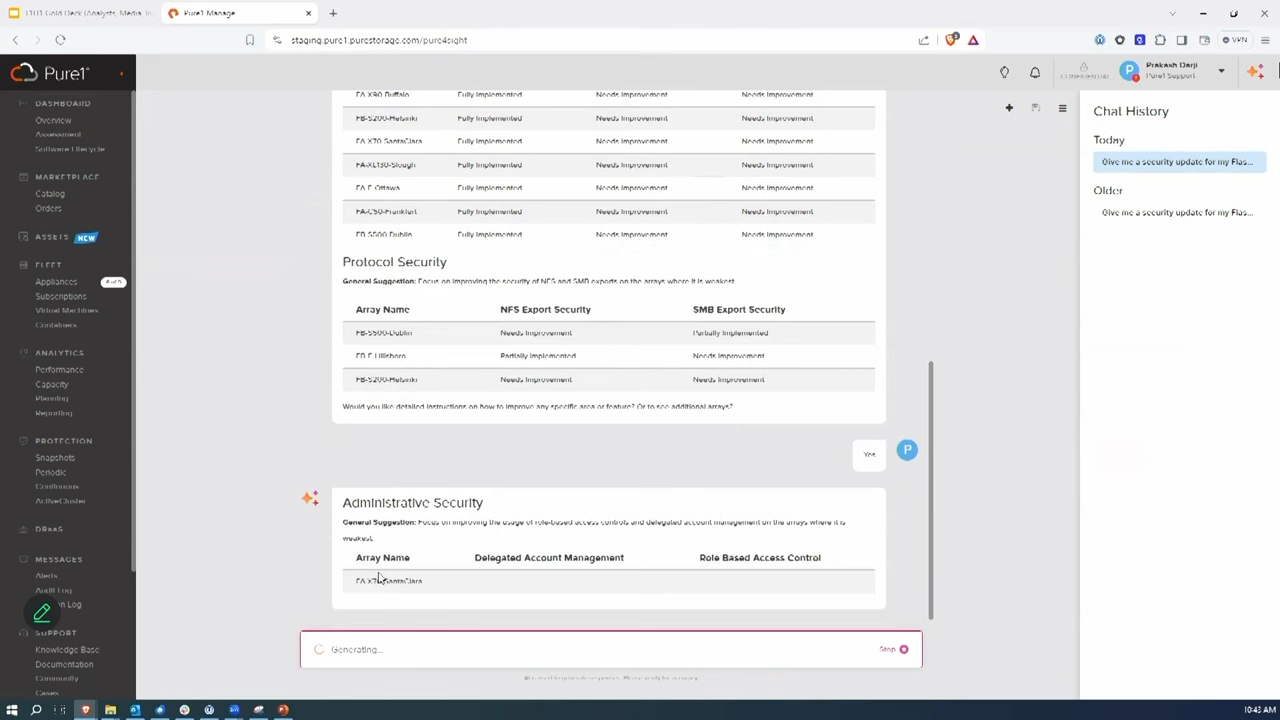 Pure1 Manage
staging.pure1.purestorage.com/pure4sight
VPN
Pure1®
CONFIDENTIAL
P
Prakash Darji
Pure1 Support
DASHBOARD
Overview
Assessment
Software Lifecycle
MARKETPLACE
Catalog
Orders
ASSETS NEW
FLEET
Appliances
Subscriptions
Virtual Machines
Containers
ANALYTICS
Performance
Capacity
Planning
Reporting
PROTECTION
Snapshots
Periodic
Continuous
ActiveCluster
DRaaS
MESSAGES
Alerts
Audit Log
SUPPORT
Knowledge Base
Documentation
Community
Cases
FA-X90-Buffalo Fully Implemented Needs Improvement Needs Improvement
FB-S200-Helsinki Fully Implemented Needs Improvement Needs Improvement
FA-X70-SantaClara Fully Implemented Needs Improvement Needs Improvement
FA-XL130-Slough Fully Implemented Needs Improvement Needs Improvement
FA-E-Ottawa Fully Implemented Needs Improvement Needs Improvement
FA-C50-Frankfurt Fully Implemented Needs Improvement Needs Improvement
FB-S500-Dublin Fully Implemented Needs Improvement Needs Improvement
Protocol Security
General Suggestion: Focus on improving the security of NFS and SMB exports on the arrays where it is weakest.
Array Name NFS Export Security SMB Export Security
FB-S500-Dublin Needs Improvement Partially Implemented
FB-E-Hillsboro Partially Implemented Needs Improvement
FB-S200-Helsinki Needs Improvement Needs Improvement
Would you like detailed instructions on how to improve any specific area or feature? Or to see additional arrays?
Yes
P
Administrative Security
General Suggestion: Focus on improving the usage of role-based access controls and delegated account management on the arrays where it is
weakest.
Array Name Delegated Account Management Role Based Access Control
FA-X70-SantaClara
Generating...
Stop
Chat History
Today
Give me a security update for my Flas...
Older
Give me a security update for my Flas...
10:43 AM